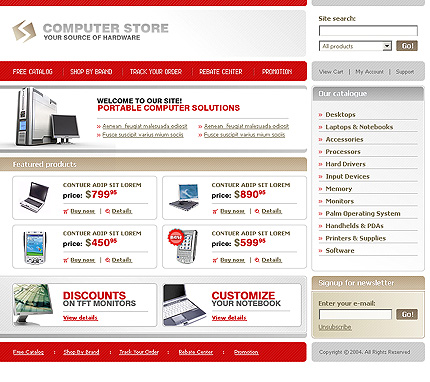 COMPUTER STORE
YOUR SOURCE OF HARDWARE
Site search:
All products
Go!
FREE CATALOG | SHOP BY BRAND | TRACK YOUR ORDER | REBATE CENTER | PROMOTION
View Cart | My Account | Support
WELCOME TO OUR SITE!
PORTABLE COMPUTER SOLUTIONS
» Aenean feugiat malesuada odiosit
» Aenean feugiat malesuada odiosit
» Fusce suscipit varius mium sociis
» Fusce suscipit varius mium sociis
Featured products
CONTUER ADIP SIT LOREM
price: $799.95
Buy now | Details
CONTUER ADIP SIT LOREM
price: $890.95
Buy now | Details
CONTUER ADIP SIT LOREM
price: $450.95
Buy now | Details
CONTUER ADIP SIT LOREM
price: $599.95
Buy now | Details
DISCOUNTS
ON TFT MONITORS
View details
CUSTOMIZE
YOUR NOTEBOOK
View details
Our catalogue
» Desktops
» Laptops & Notebooks
» Accessories
» Processors
» Hard Drivers
» Input Devices
» Memory
» Monitors
» Palm Operating System
» Handhelds & PDAs
» Printers & Supplies
» Software
Signup for newsletter
Enter your e-mail:
Go!
Unsubscribe
Free Catalog : Shop By Brand : Track Your Order : Rebate Center : Promotion
Copyright © 2004. All Rights Reserved